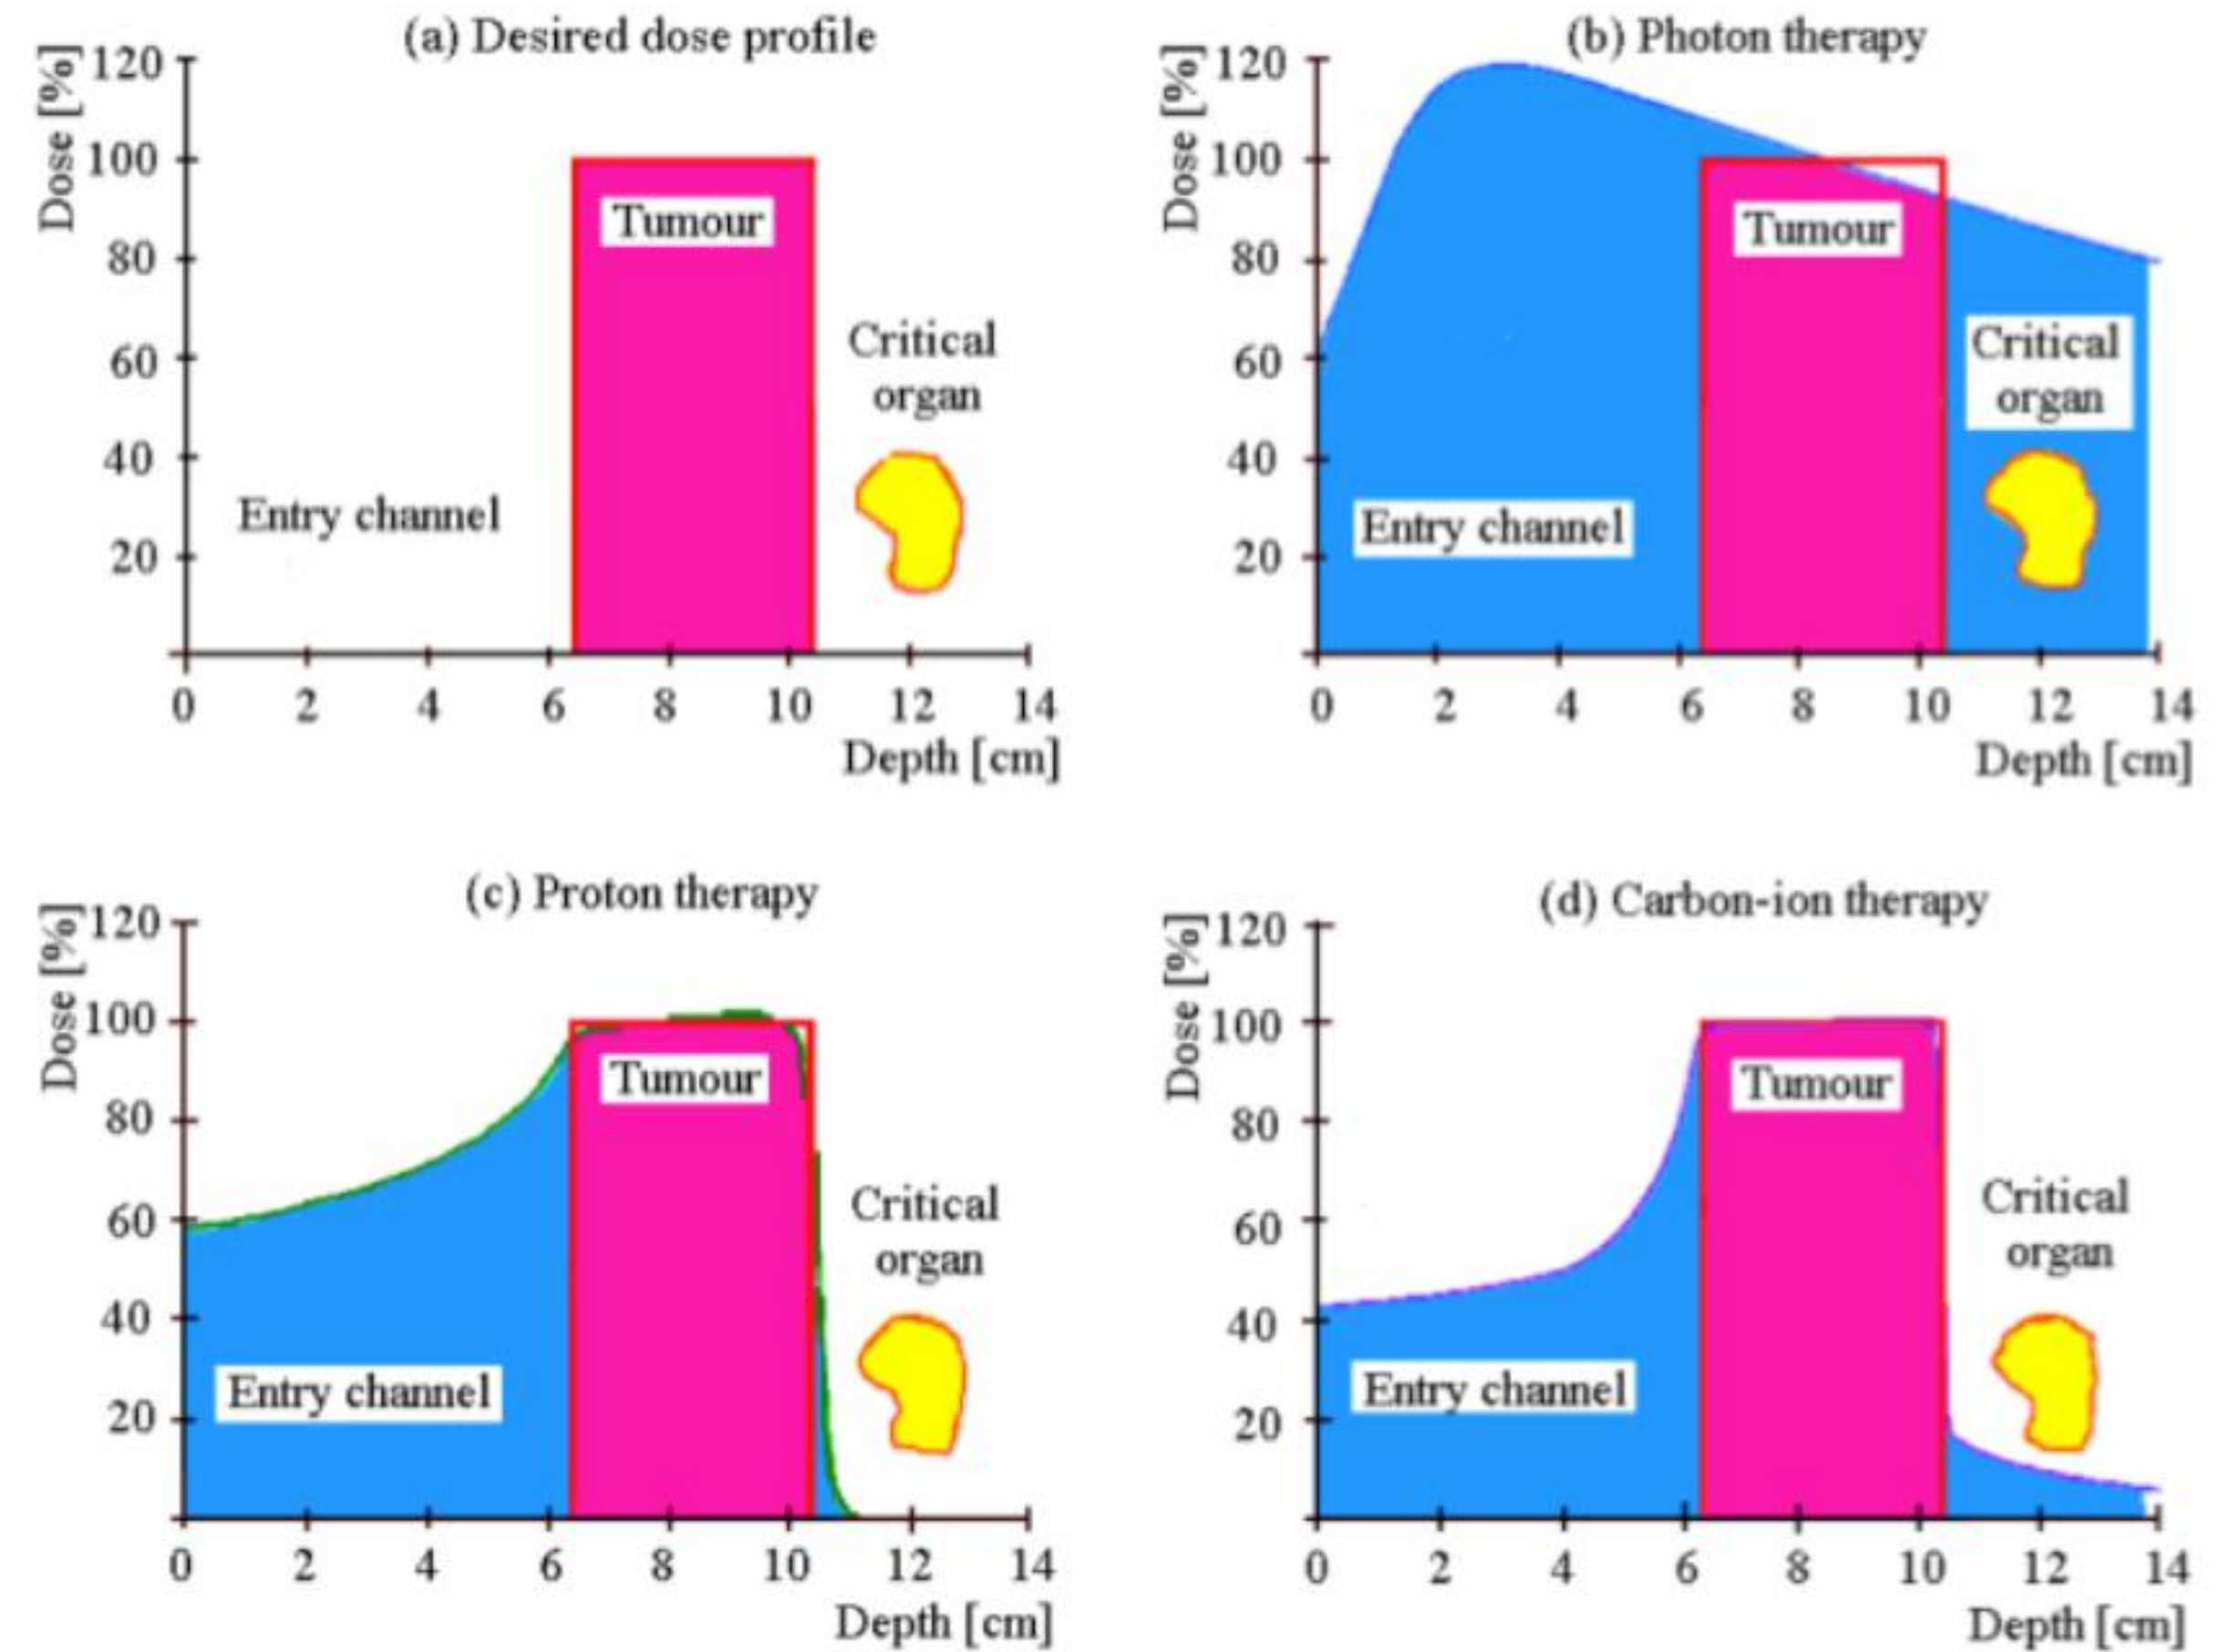 (a) Desired dose profile
Dose [%]
120
100
80
60
40
20
Tumour
Critical
organ
Entry channel
0 2 4 6 8 10 12 14
Depth [cm]
(b) Photon therapy
Dose [%]
120
100
80
60
40
20
Tumour
Critical
organ
Entry channel
0 2 4 6 8 10 12 14
Depth [cm]
(c) Proton therapy
Dose [%]
120
100
80
60
40
20
Tumour
Critical
organ
Entry channel
0 2 4 6 8 10 12 14
Depth [cm]
(d) Carbon-ion therapy
Dose [%]
120
100
80
60
40
20
Tumour
Critical
organ
Entry channel
0 2 4 6 8 10 12 14
Depth [cm]